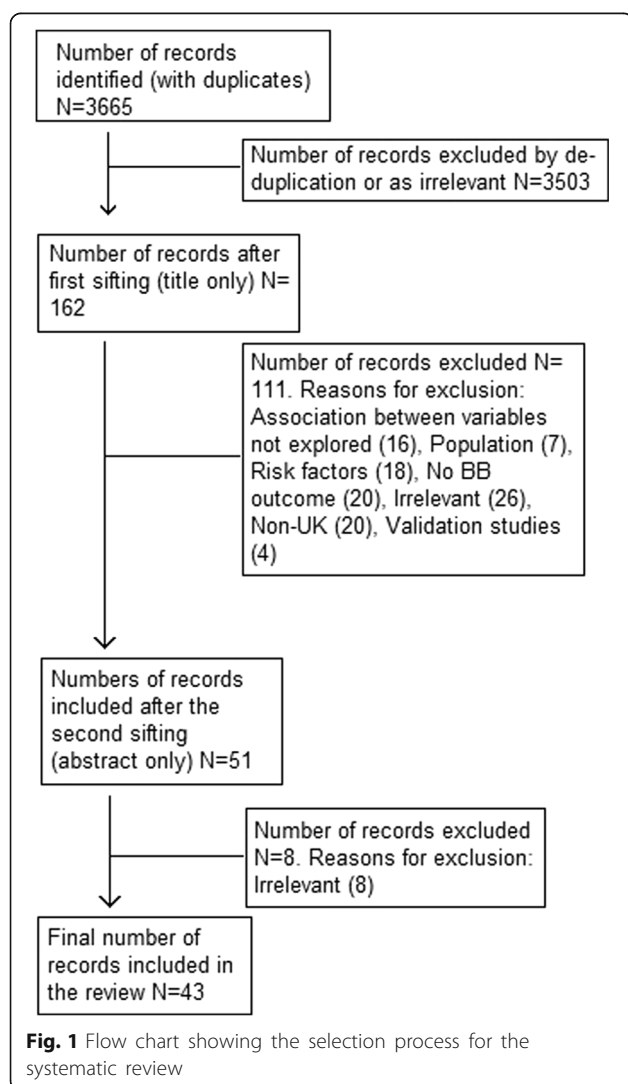 Number of records
identified (with duplicates)
N=3665
Number of records excluded by de-
duplication or as irrelevant N=3503
Number of records after
first sifting (title only) N=
162
Number of records excluded N=
111. Reasons for exclusion:
Association between variables
not explored (16), Population (7),
Risk factors (18), No BB
outcome (20), Irrelevant (26),
Non-UK (20), Validation studies
(4)
Numbers of records
included after the
second sifting
(abstract only) N=51
Number of records excluded
N=8. Reasons for exclusion:
Irrelevant (8)
Final number of
records included in
the review N=43
Fig. 1 Flow chart showing the selection process for the
systematic review